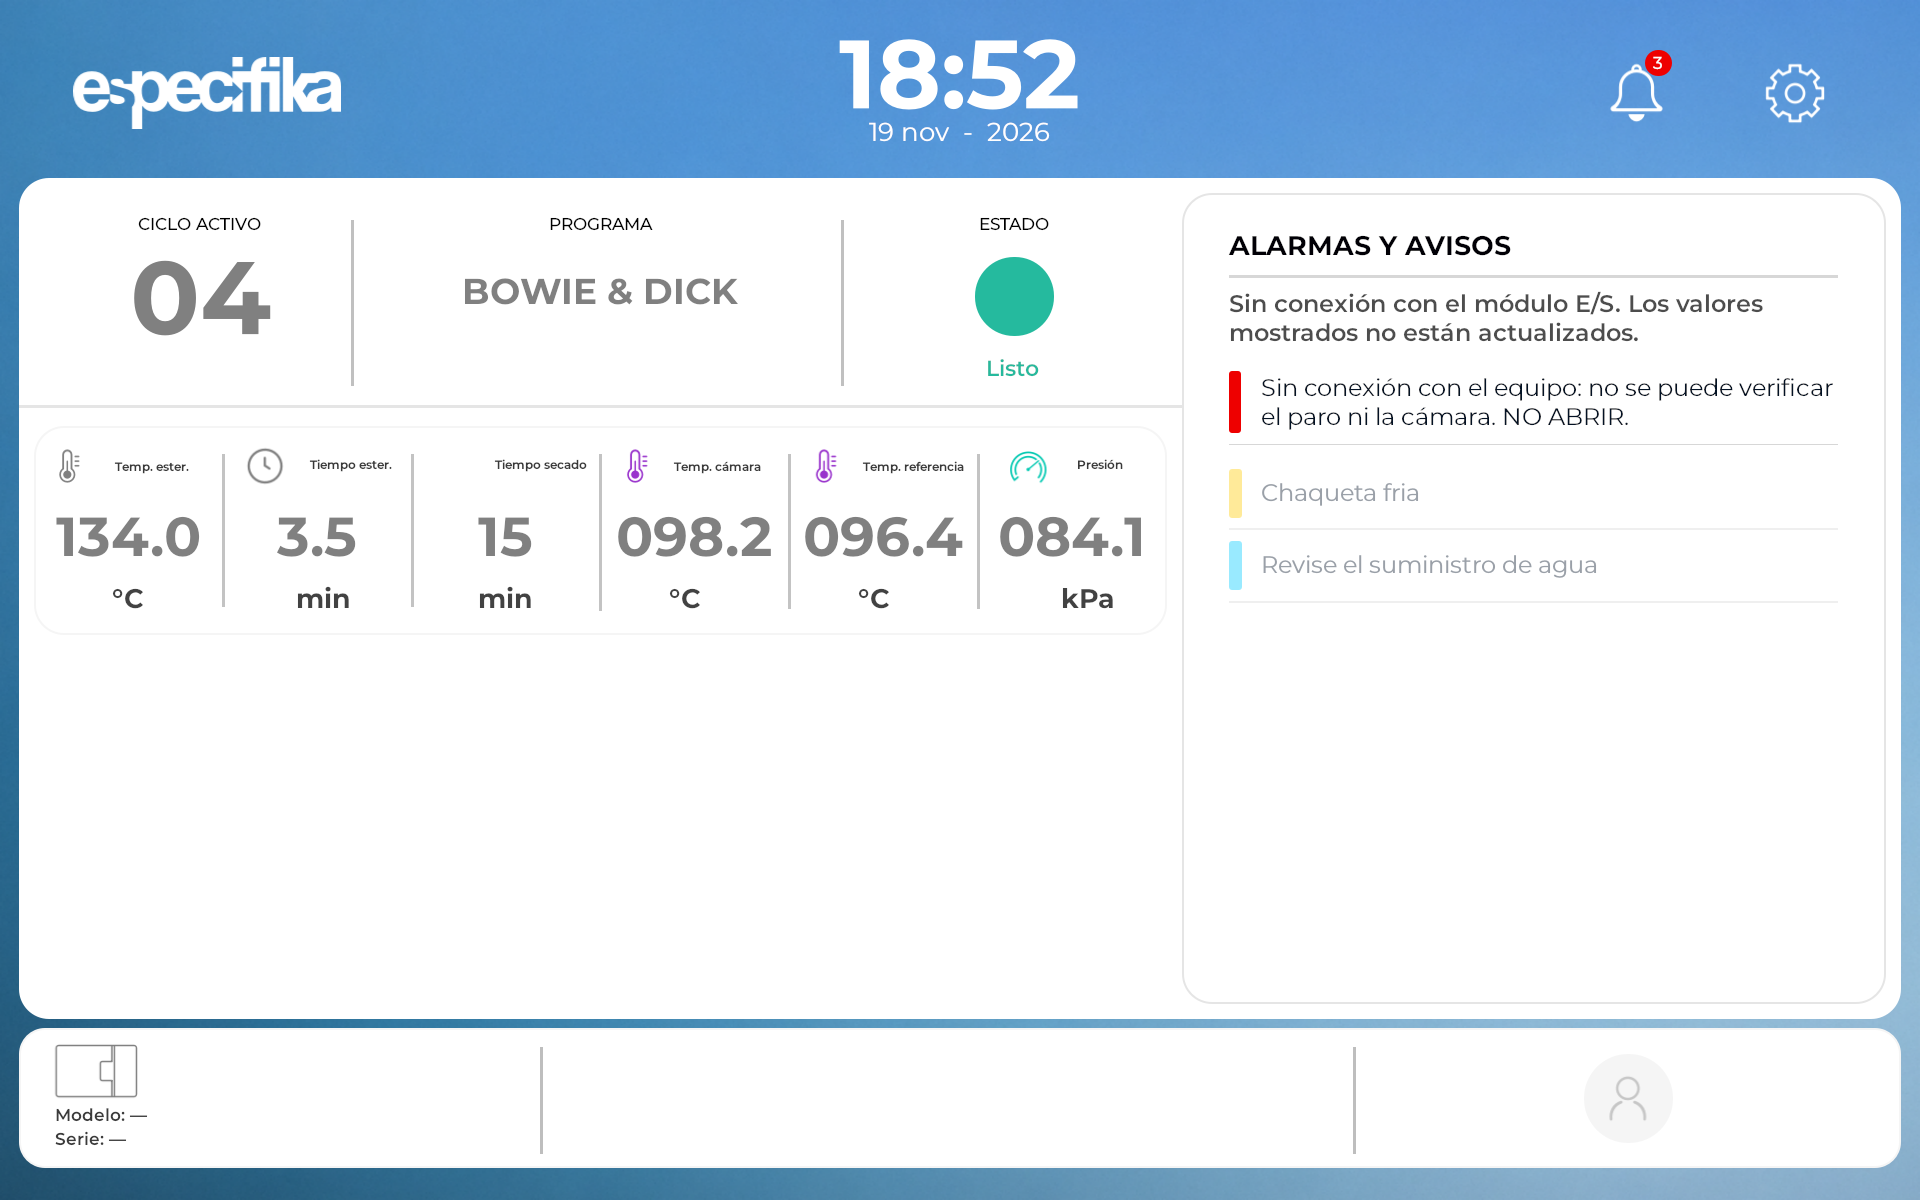 especifika
18:52
19 nov - 2026
3
CICLO ACTIVO
04
PROGRAMA
BOWIE & DICK
ESTADO
Listo
Temp. ester.
134.0
°C
Tiempo ester.
3.5
min
Tiempo secado
15
min
Temp. cámara
098.2
°C
Temp. referencia
096.4
°C
Presión
084.1
kPa
ALARMAS Y AVISOS
Sin conexión con el módulo E/S. Los valores
mostrados no están actualizados.
Sin conexión con el equipo: no se puede verificar
el paro ni la cámara. NO ABRIR.
Chaqueta fria
Revise el suministro de agua
Modelo: —
Serie: —